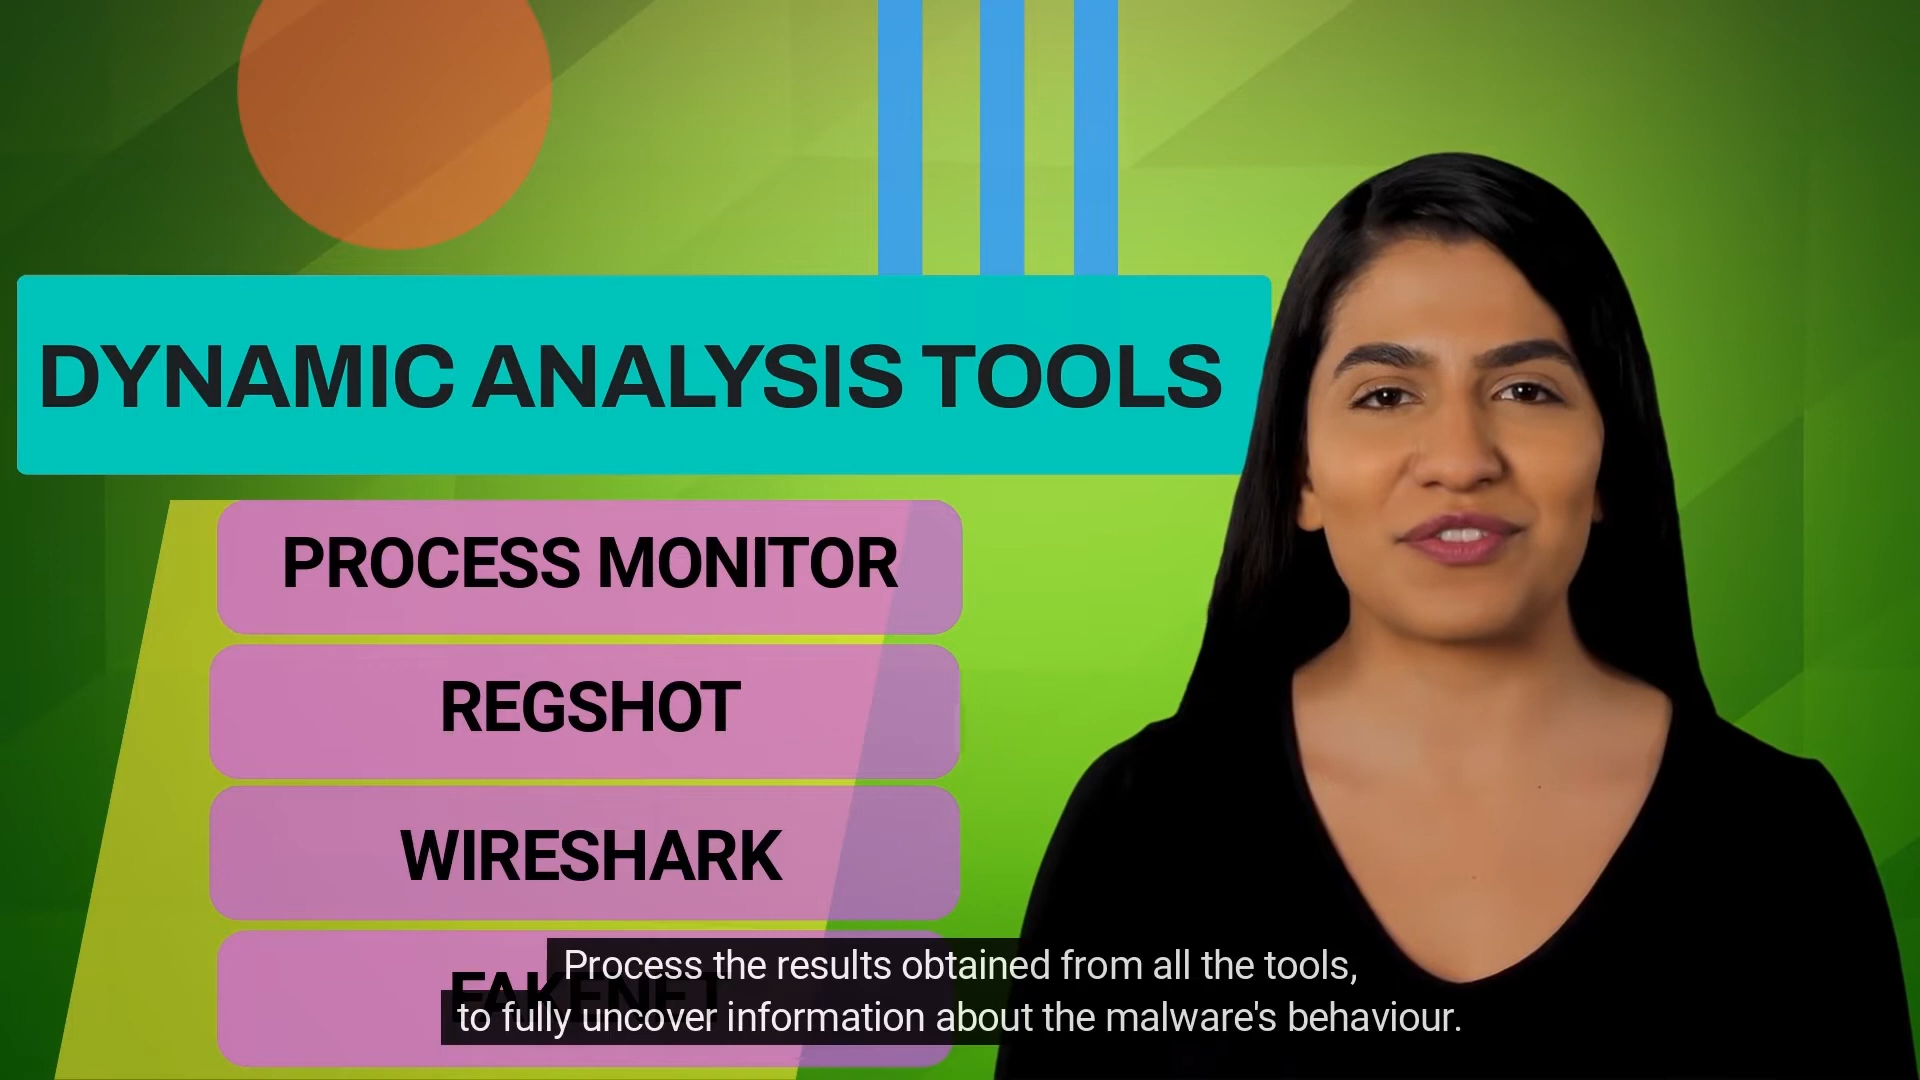 DYNAMIC ANALYSIS TOOLS
PROCESS MONITOR
REGSHOT
WIRESHARK
FAKENET
Process the results obtained from all the tools,
to fully uncover information about the malware's behaviour.